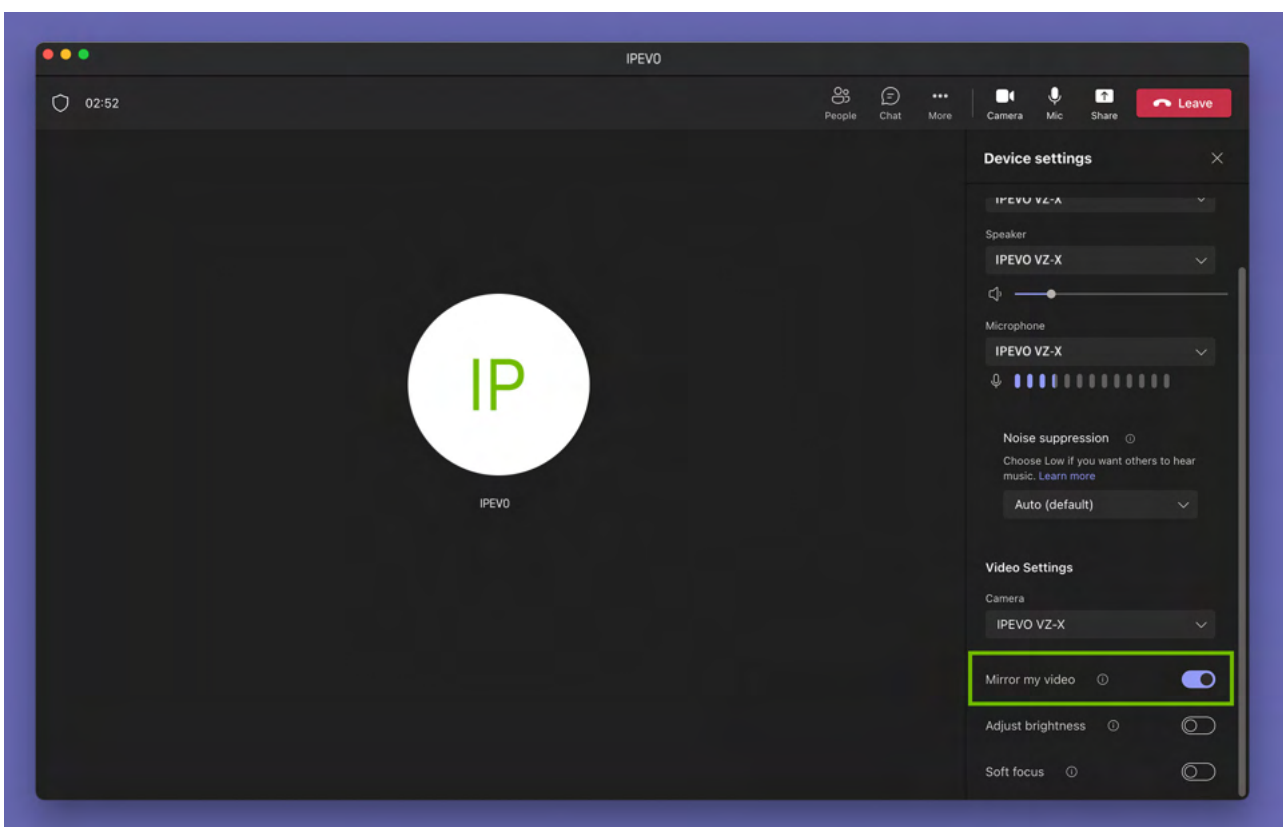 IPEVO
02:52
People Chat More Camera Mic Share Leave
Device settings
IPEVO VZ-X
Speaker
IPEVO VZ-X
Microphone
IPEVO VZ-X
Noise suppression
Choose Low if you want others to hear
music. Learn more
Auto (default)
Video Settings
Camera
IPEVO VZ-X
Mirror my video
Adjust brightness
Soft focus
IP
IPEVO